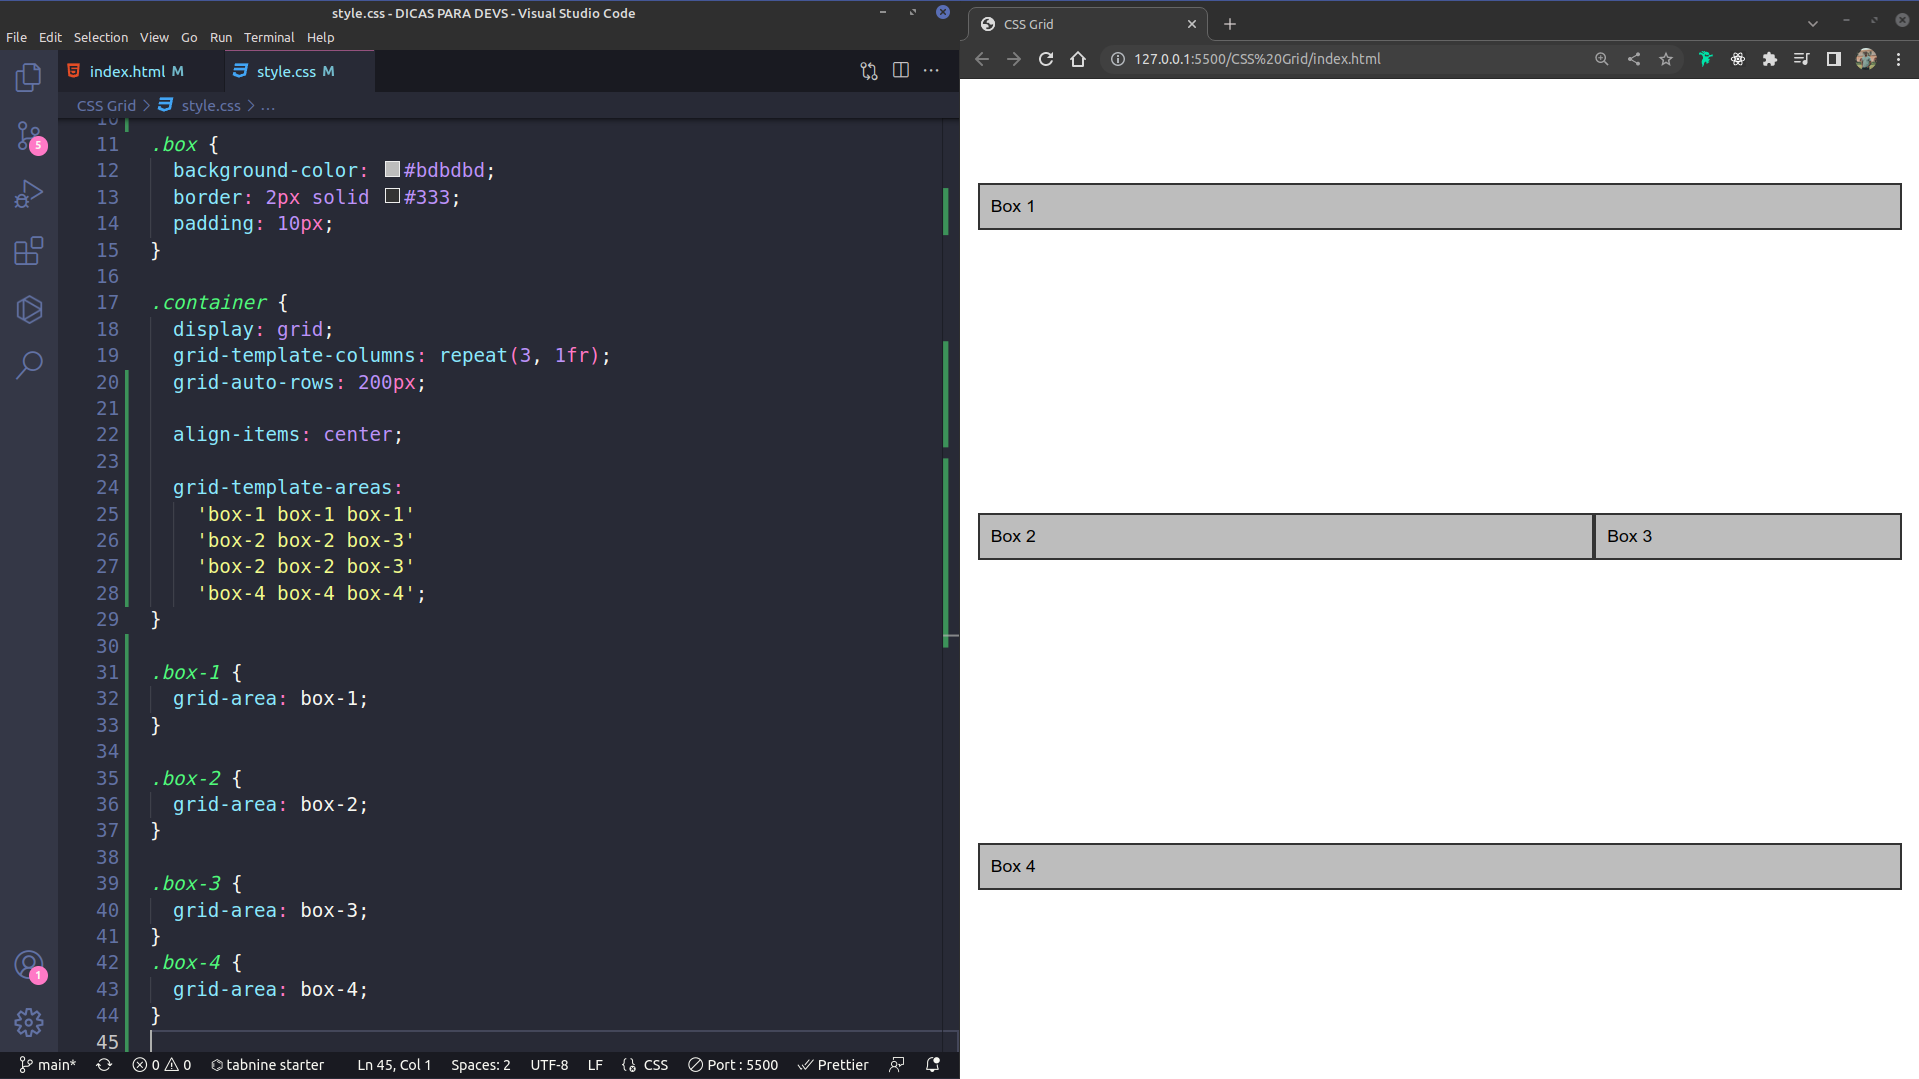 style.css - DICAS PARA DEVS - Visual Studio Code
File Edit Selection View Go Run Terminal Help
index.html M style.css M
CSS Grid > style.css > ...
10
11 .box {
12 background-color: #bdbdbd;
13 border: 2px solid #333;
14 padding: 10px;
15 }
16
17 .container {
18 display: grid;
19 grid-template-columns: repeat(3, 1fr);
20 grid-auto-rows: 200px;
21
22 align-items: center;
23
24 grid-template-areas:
25 'box-1 box-1 box-1'
26 'box-2 box-2 box-3'
27 'box-2 box-2 box-3'
28 'box-4 box-4 box-4';
29 }
30
31 .box-1 {
32 grid-area: box-1;
33 }
34
35 .box-2 {
36 grid-area: box-2;
37 }
38
39 .box-3 {
40 grid-area: box-3;
41 }
42 .box-4 {
43 grid-area: box-4;
44 }
45
5
1
main* 0 0 tabnine starter Ln 45, Col 1 Spaces: 2 UTF-8 LF CSS Port : 5500 Prettier
CSS Grid
127.0.0.1:5500/CSS%20Grid/index.html
Box 1
Box 2 Box 3
Box 4